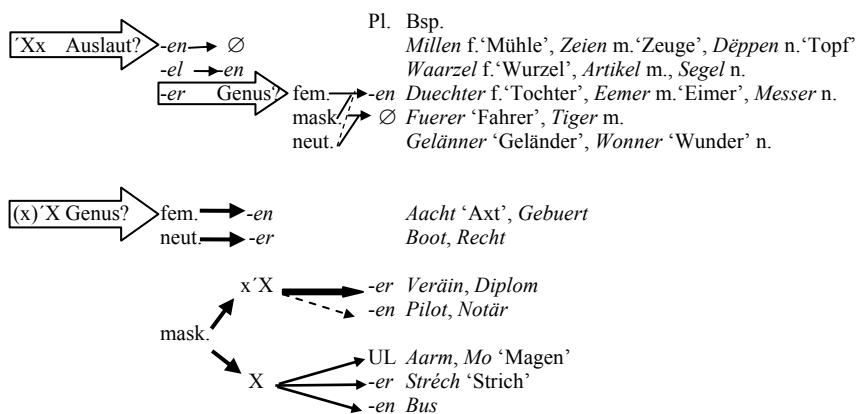 Pl. Bsp.
´Xx Auslaut? -en ∅ Millen f.‘Mühle’, Zeien m.‘Zeuge’, Dëppen n.‘Topf’
-el -en Waarzel f.‘Wurzel’, Artikel m., Segel n.
-er Genus? fem. -en Duechter f.‘Tochter’, Eemer m.‘Eimer’, Messer n.
mask. ∅ Fuerer ‘Fahrer’, Tiger m.
neut. Gelänner ‘Geländer’, Wonner ‘Wunder’ n.
(x)´X Genus? fem. -en Aacht ‘Axt’, Gebuert
neut. -er Boot, Recht
x´X -er Veräin, Diplom
-en Pilot, Notär
mask.
UL Aarm, Mo ‘Magen’
X -er Stréch ‘Strich’
-en Bus